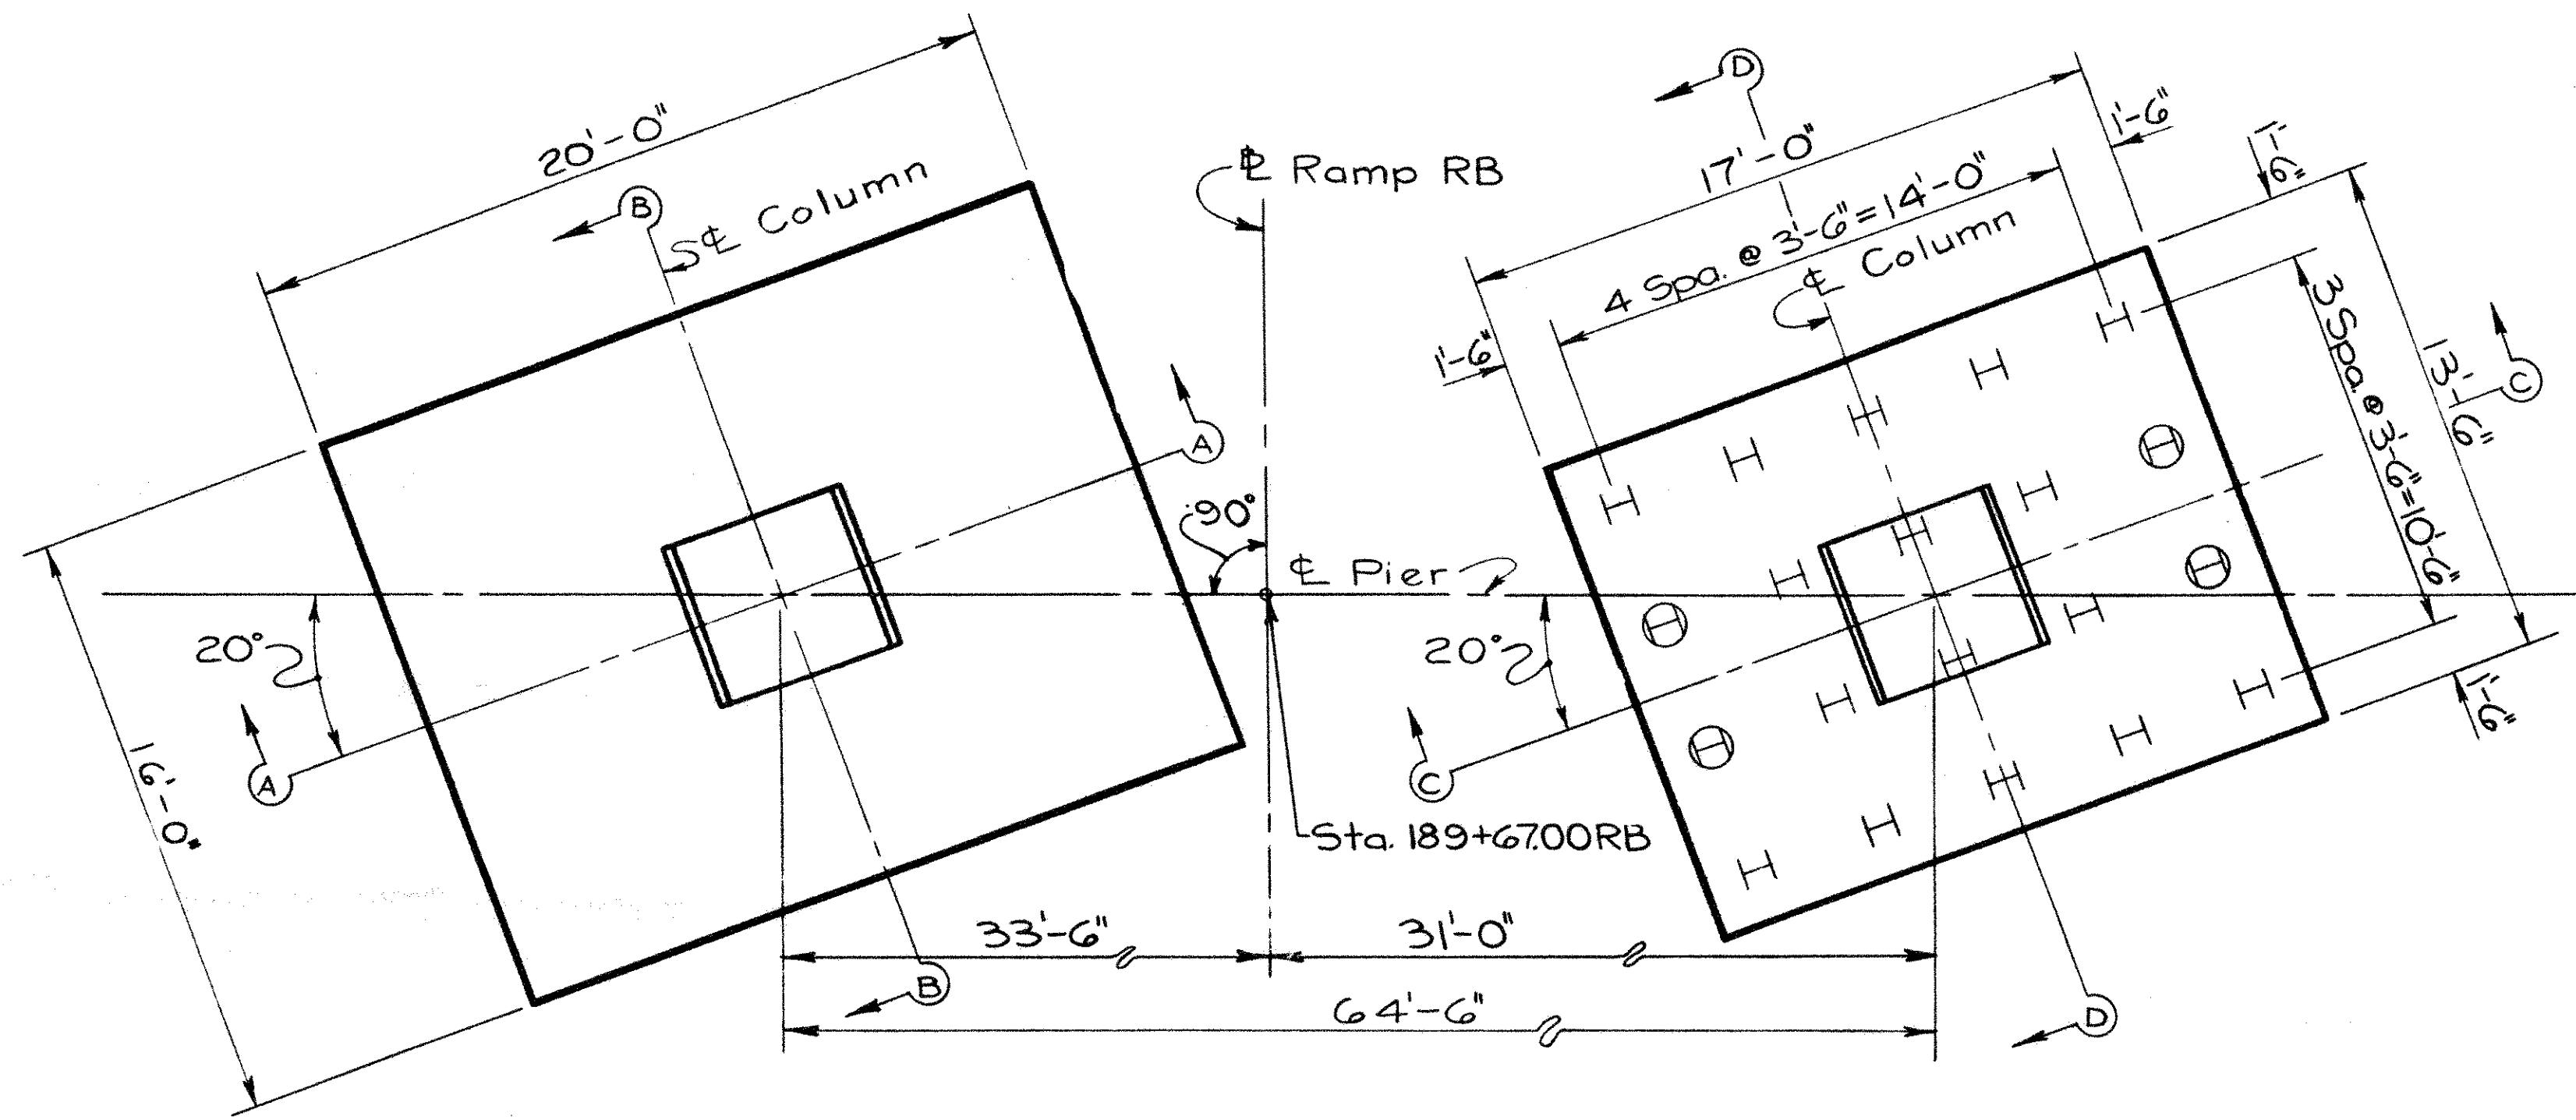 20'-0"
B
℄ Column
16'-0"
20°
A
A
B
℄ Ramp RB
90°
℄ Pier
Sta. 189+67.00 RB
33'-6"
31'-0"
64'-6"
D
17'-0"
1'-6"
4 Spa. @ 3'-6"=14'-0"
℄ Column
1'-6"
1'-6"
3 Spa. @ 3'-6"=10'-6"
13'-6"
C
20°
C
1'-6"
D